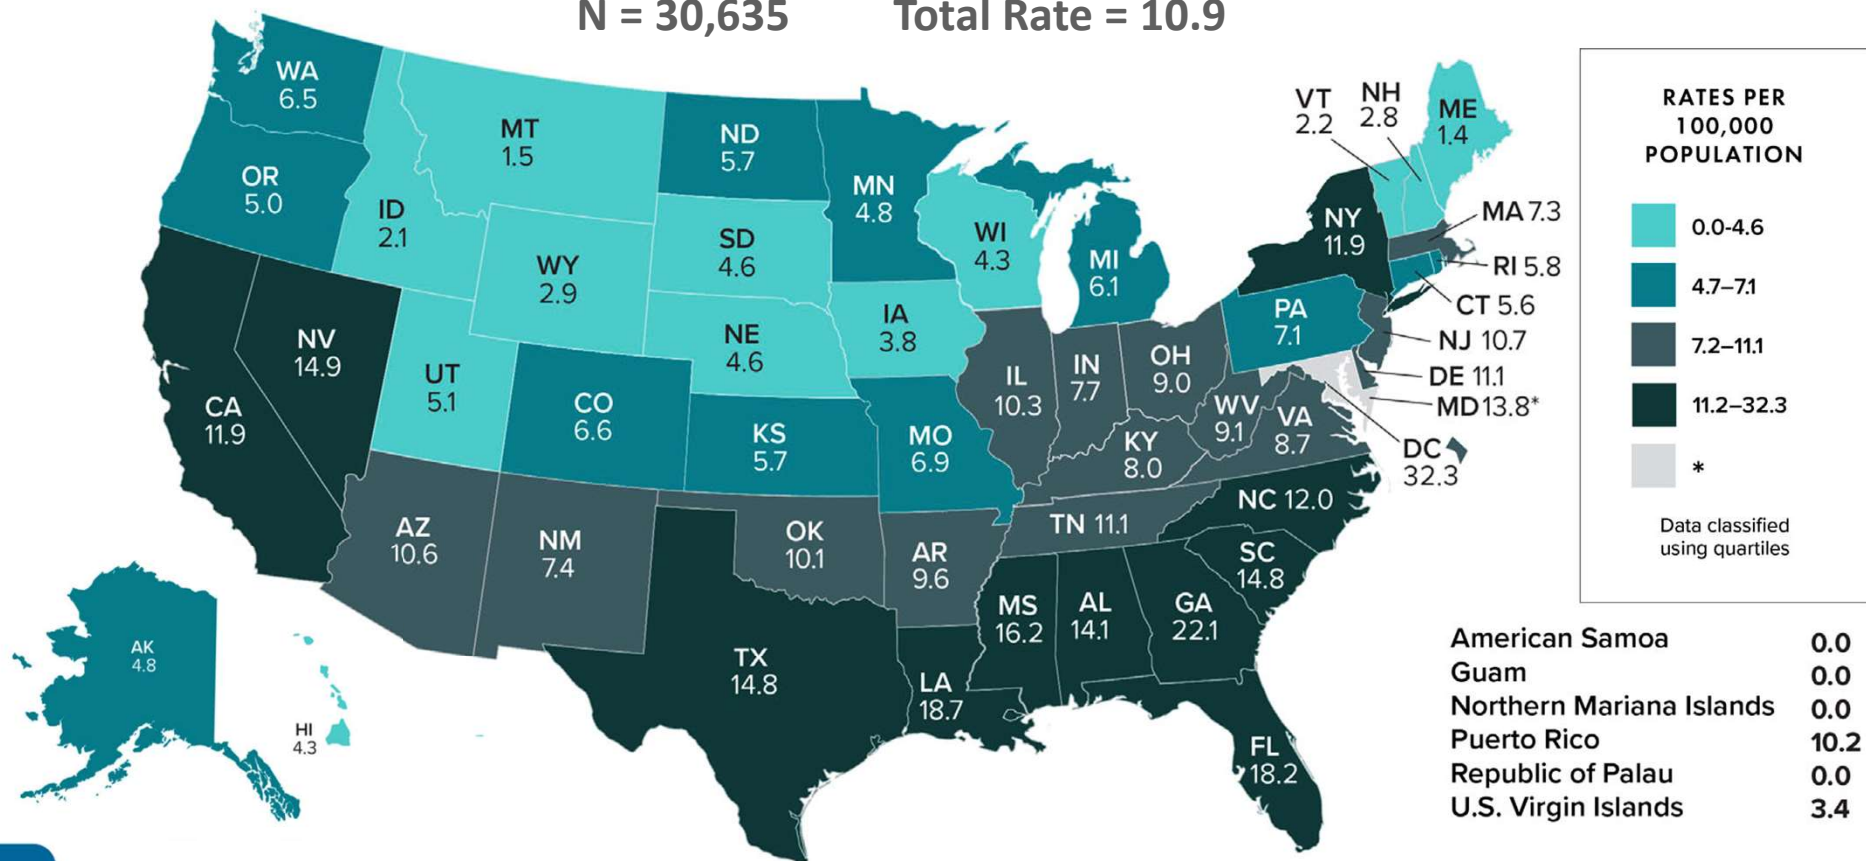 N = 30,635 Total Rate = 10.9
WA
6.5
OR
5.0
ID
2.1
MT
1.5
WY
2.9
ND
5.7
SD
4.6
NE
4.6
MN
4.8
WI
4.3
IA
3.8
MI
6.1
VT
2.2
NH
2.8
ME
1.4
NY
11.9
MA 7.3
RI 5.8
CT 5.6
PA
7.1
NJ 10.7
DE 11.1
MD 13.8*
DC
32.3
CA
11.9
NV
14.9
UT
5.1
CO
6.6
KS
5.7
MO
6.9
IL
10.3
IN
7.7
OH
9.0
WV
9.1
VA
8.7
KY
8.0
AZ
10.6
NM
7.4
OK
10.1
AR
9.6
TN 11.1
NC 12.0
SC
14.8
MS
16.2
AL
14.1
GA
22.1
TX
14.8
LA
18.7
FL
18.2
AK
4.8
HI
4.3
RATES PER
100,000
POPULATION
0.0-4.6
4.7–7.1
7.2–11.1
11.2–32.3
*
Data classified
using quartiles
American Samoa 0.0
Guam 0.0
Northern Mariana Islands 0.0
Puerto Rico 10.2
Republic of Palau 0.0
U.S. Virgin Islands 3.4